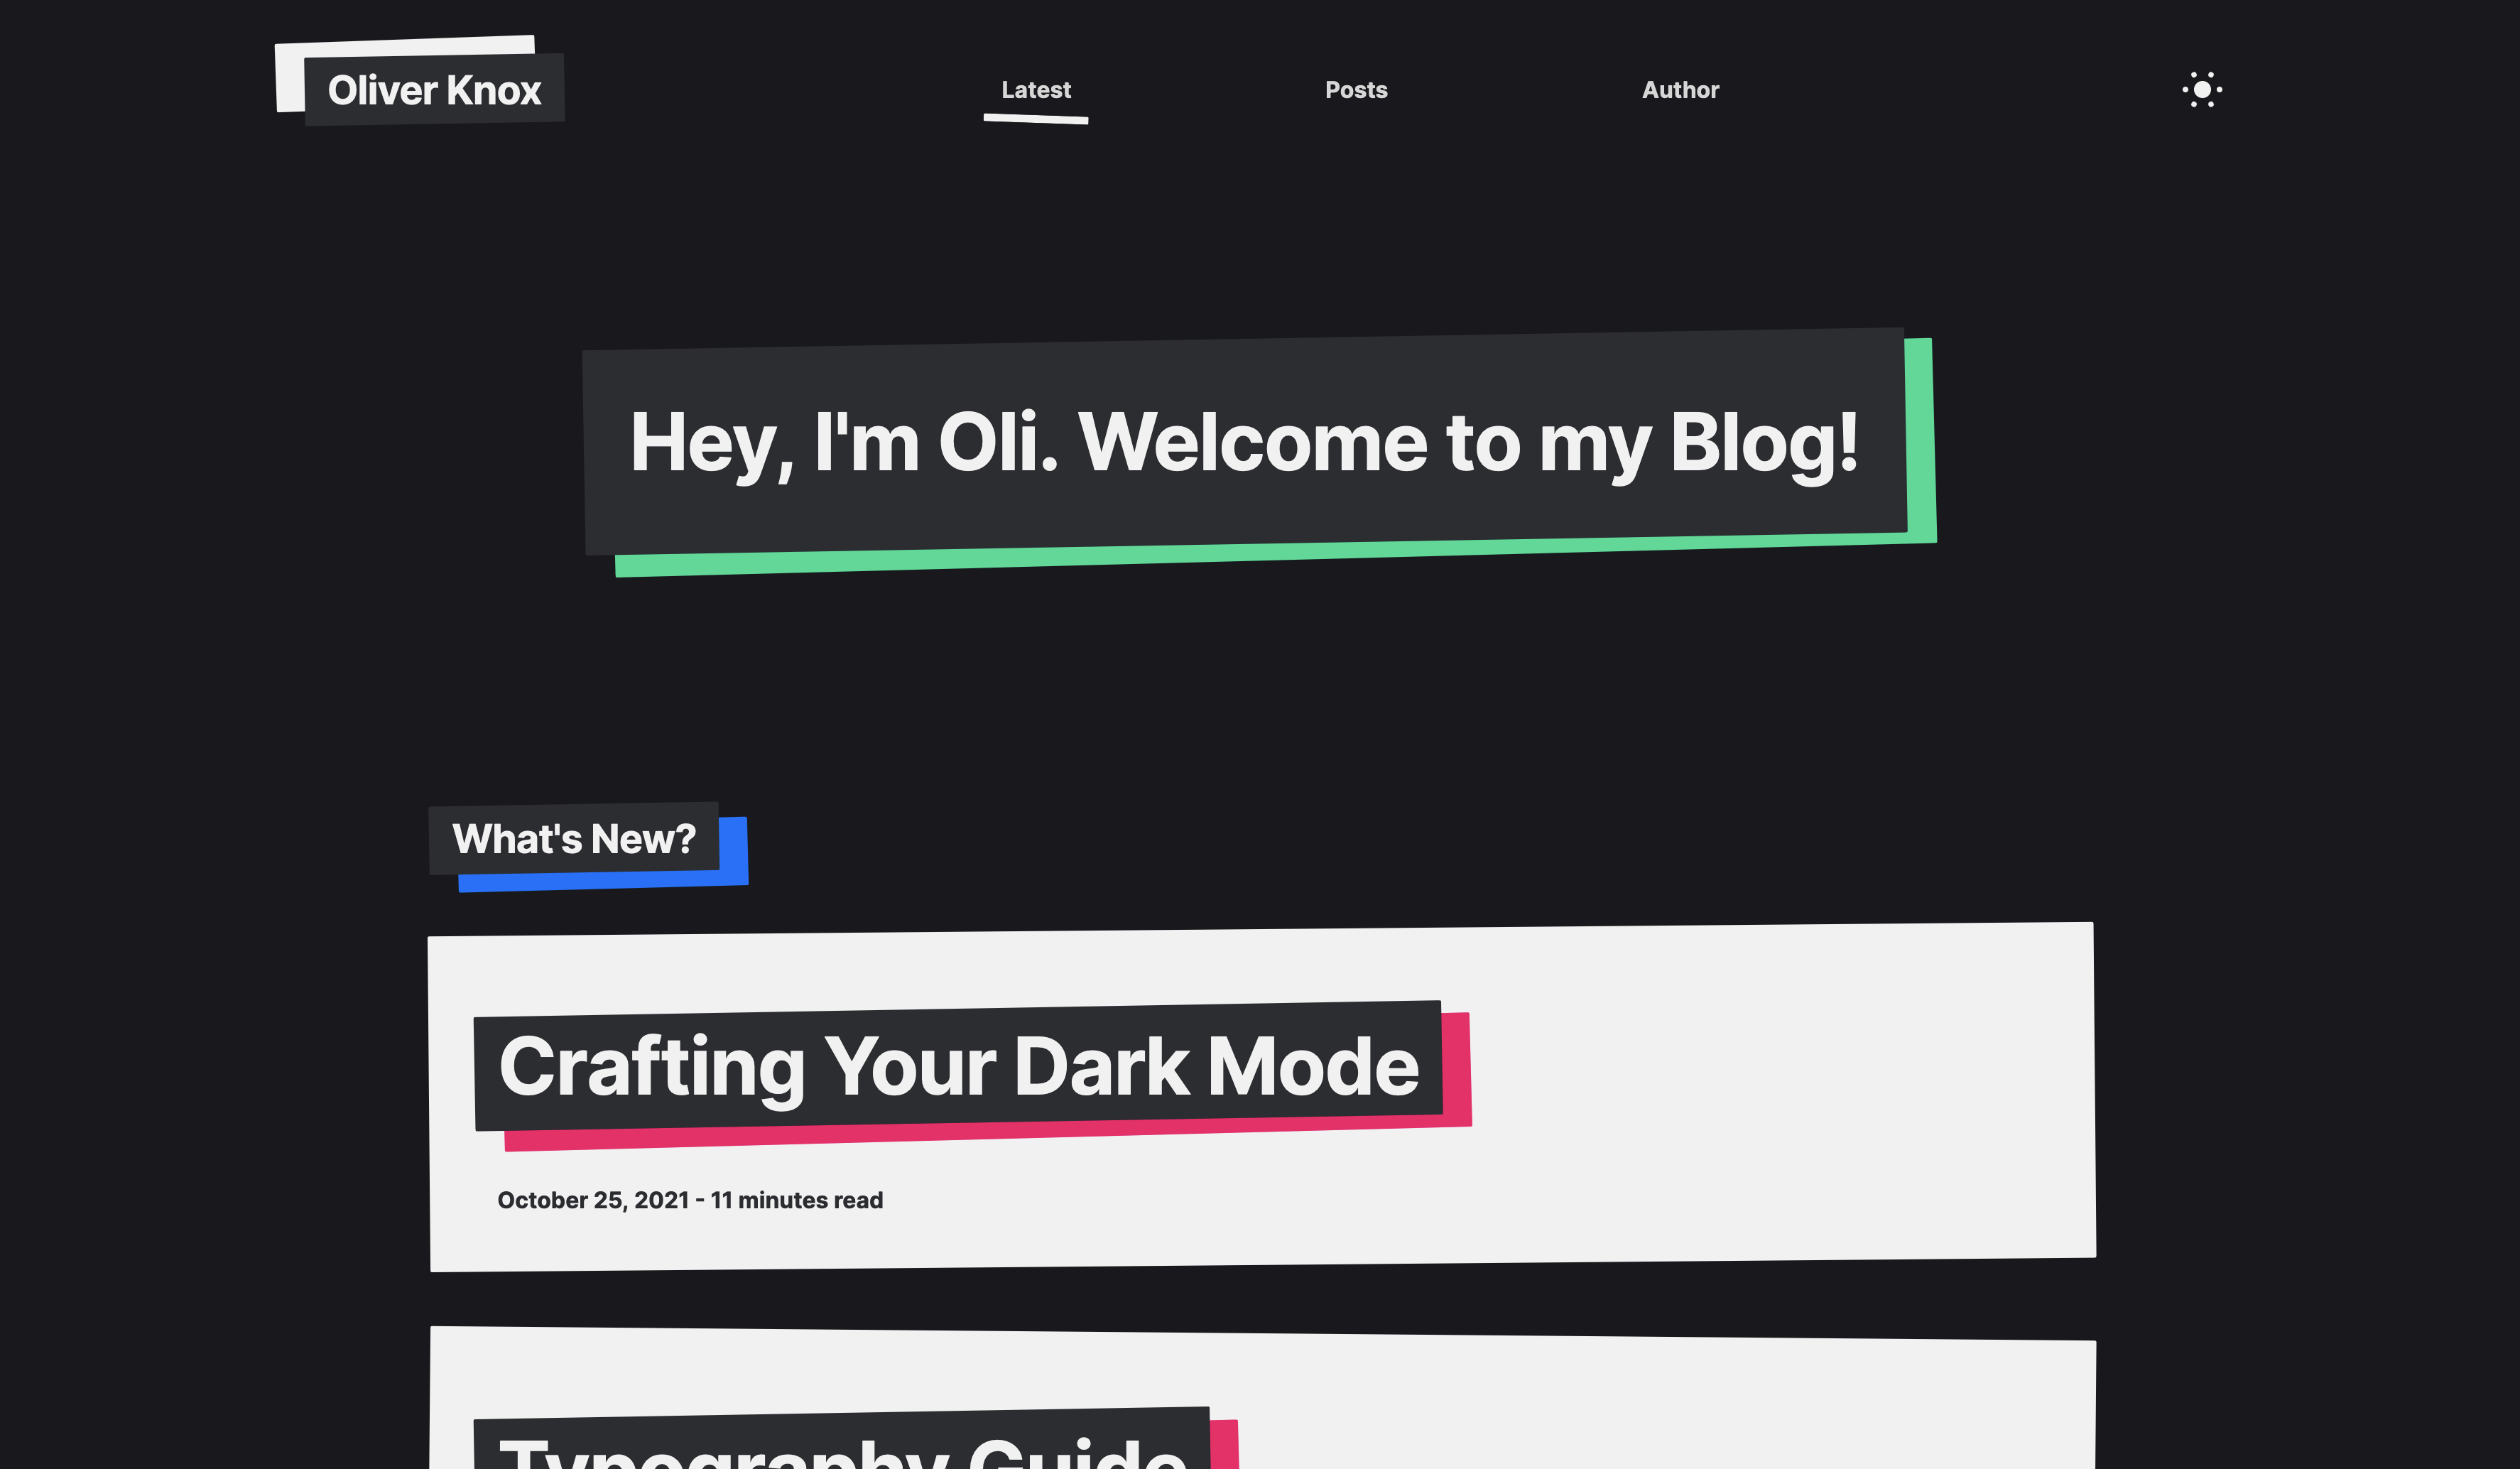 Oliver Knox
Latest
Posts
Author
Hey, I'm Oli. Welcome to my Blog!
What's New?
Crafting Your Dark Mode
October 25, 2021 - 11 minutes read
Typography Guide